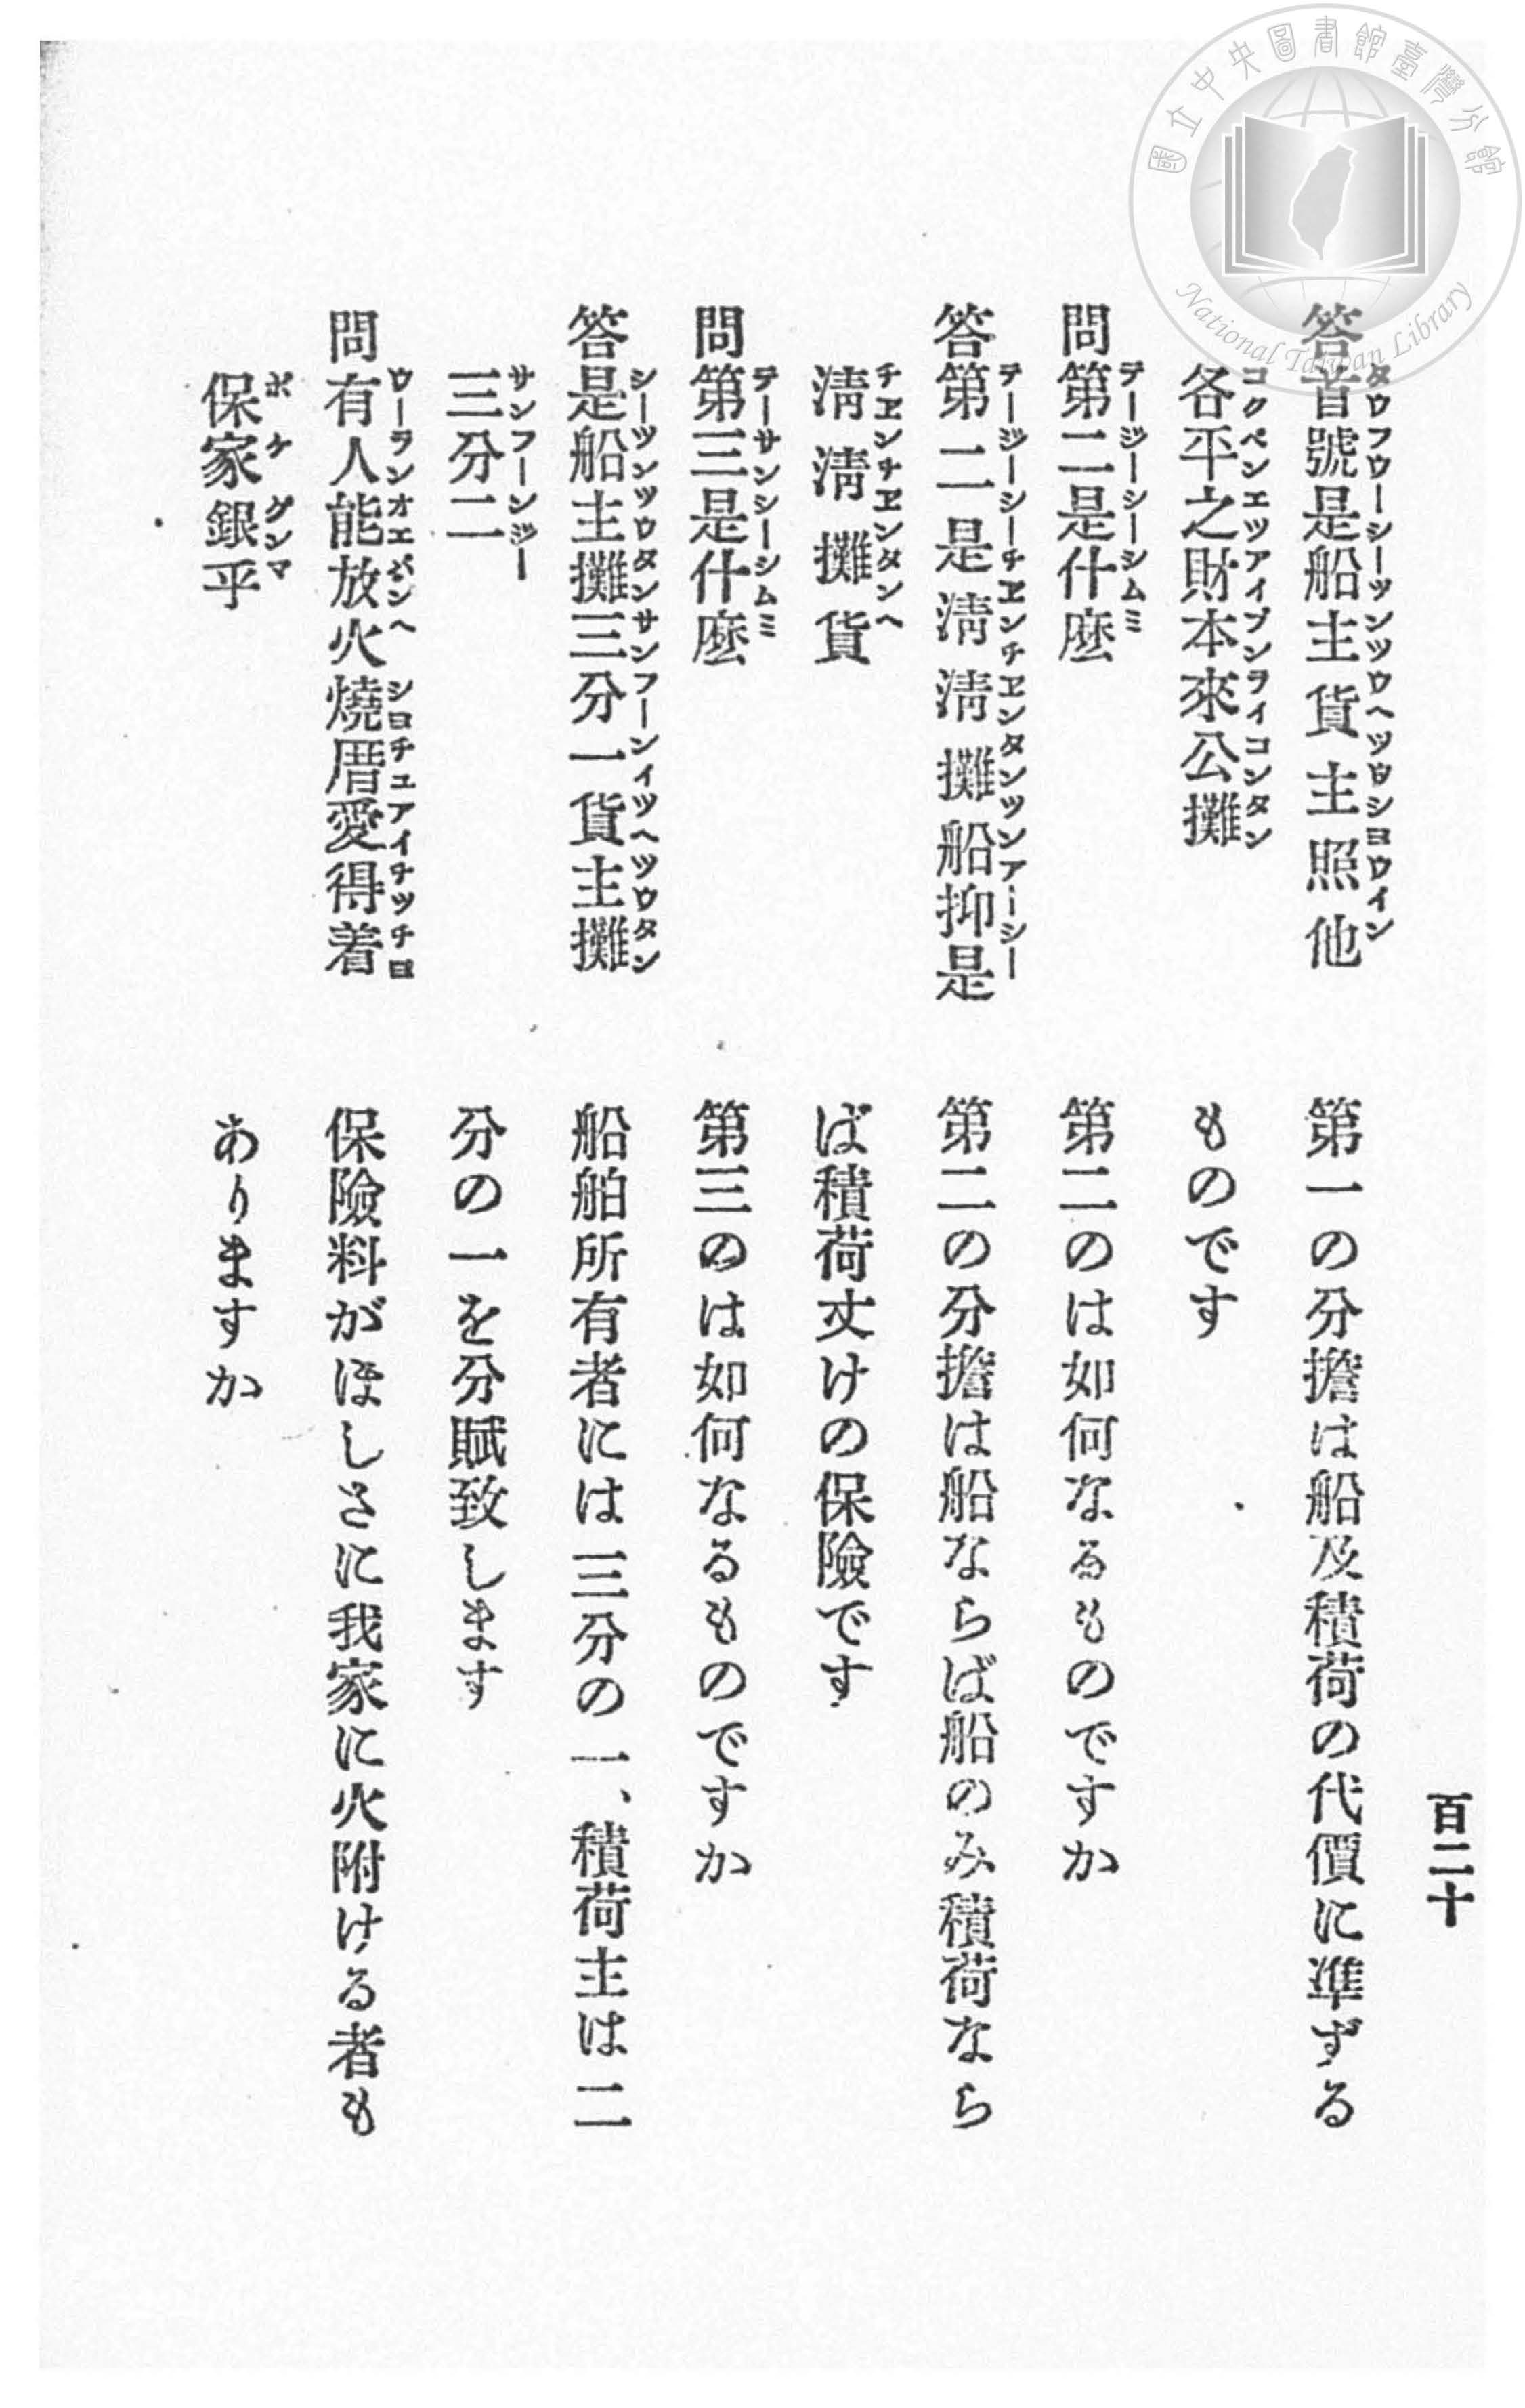 百二十
答首號是船主貨主照他
タウフウーシーツンツウヘツウシヨウイン
各平之財本來公攤
コクペンエツアイプンヲイコンタン
第一の分擔は船及積荷の代價に準ずる
ものです
問第二是什麼
テージーシーシムミ
第二のは如何なるものですか
答第二是淸淸攤船抑是
テージーシーチエンチエンタンツンアーシー
淸淸攤貨
チエンチエンタンヘ
第二の分擔は船ならば船のみ積荷なら
ば積荷丈けの保險です
問第三是什麼
テーサンシーシムミ
第三のは如何なるものですか
答是船主攤三分一貨主攤
シーツンツウタンサンフーンイツヘツウタン
三分二
サンフーンジー
船舶所有者には三分の一、積荷主は二
分の一を分賦致します
問有人能放火燒厝愛得着
ウーランオエパンヘシヨチユアイチツチヨ
保家銀乎
ポケグンマ
保險料がほしさに我家に火附ける者も
ありますか
國立中央圖書館臺灣分館
National Taiwan Library